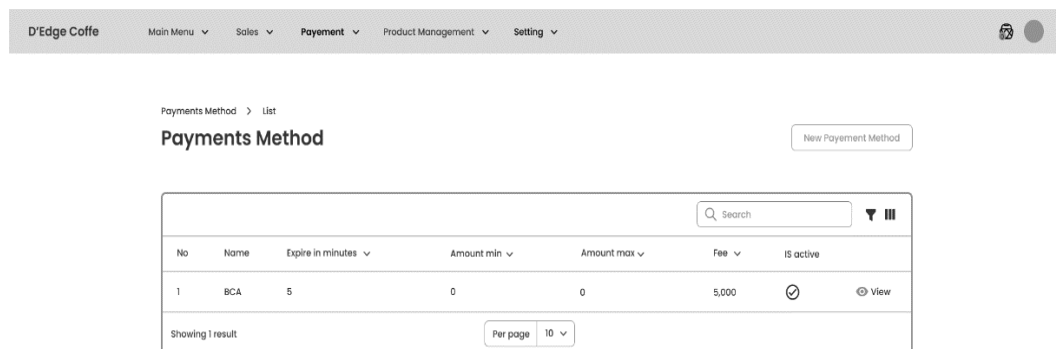 D'Edge Coffe Main Menu Sales Payement Product Management Setting
Payments Method > List
Payments Method
New Payement Method
Search
No Name Expire in minutes Amount min Amount max Fee IS active
1 BCA 5 0 0 5,000 View
Showing 1 result Per page 10